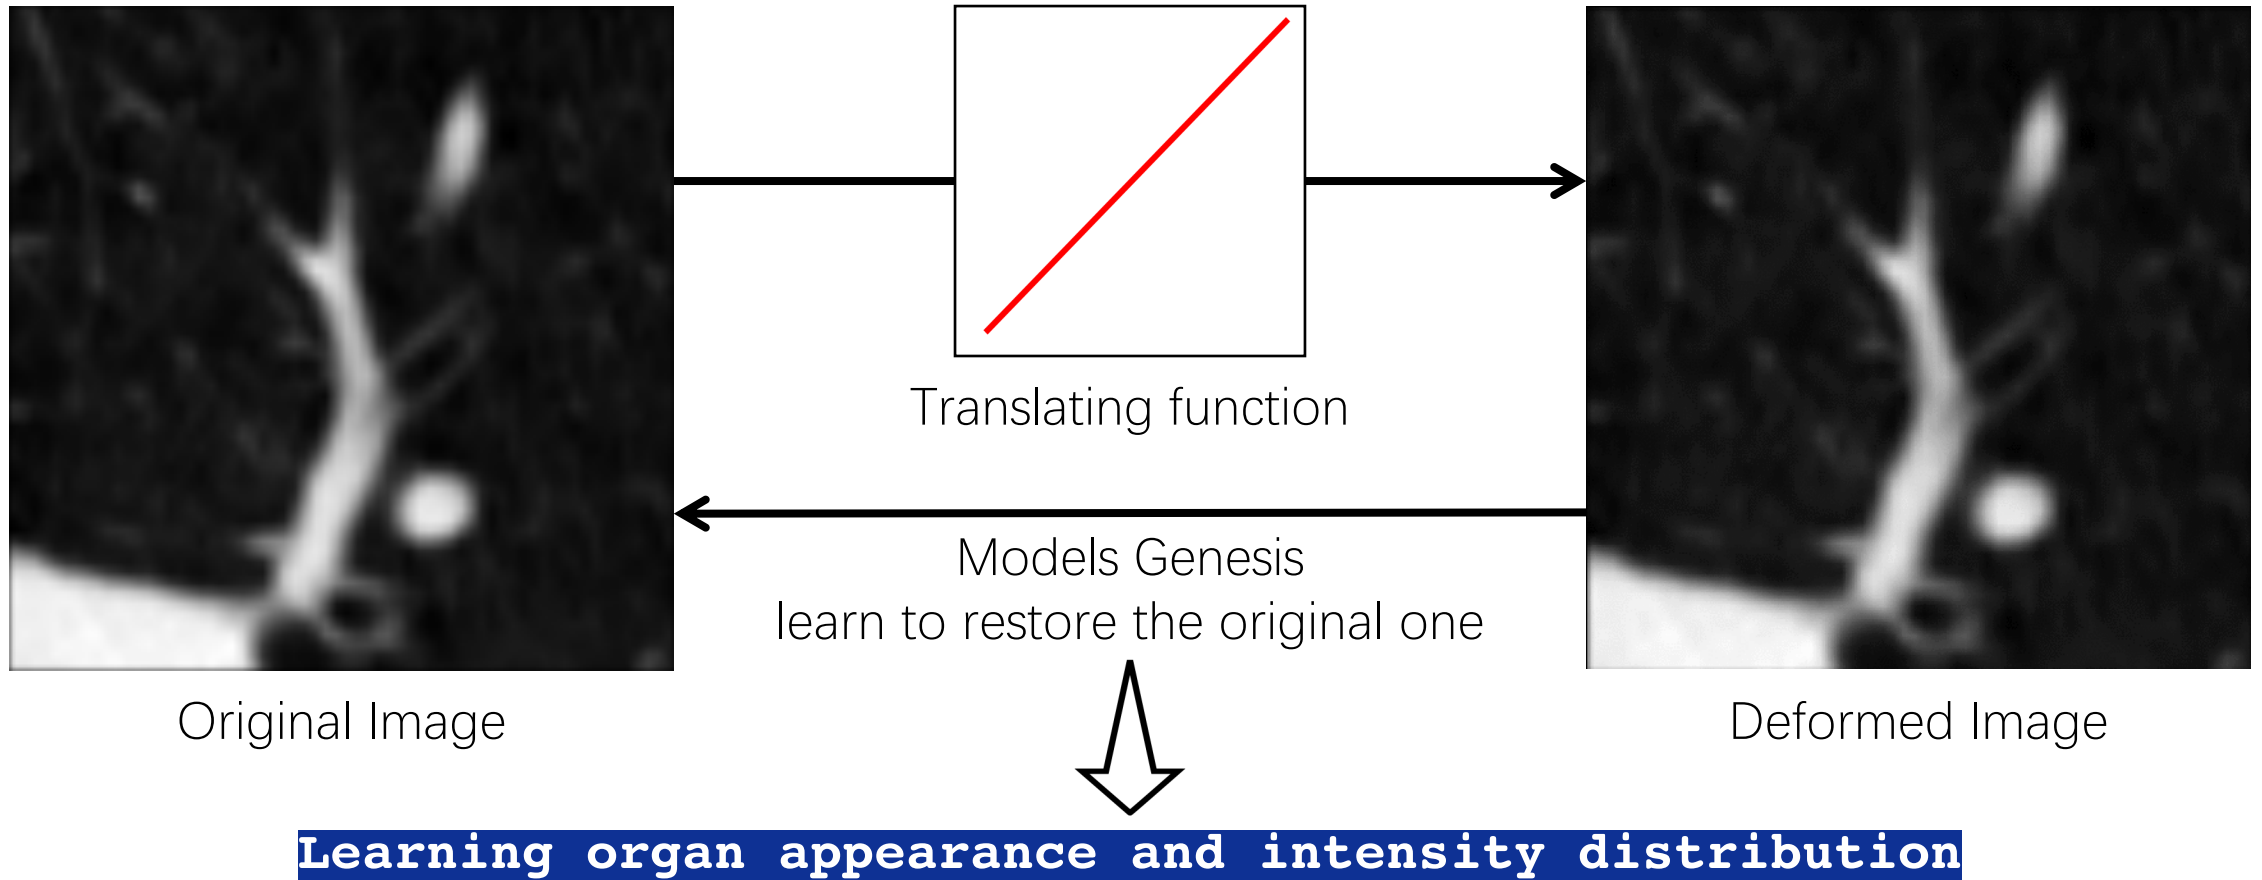 Translating function
Models Genesis
learn to restore the original one
Original Image
Deformed Image
Learning organ appearance and intensity distribution